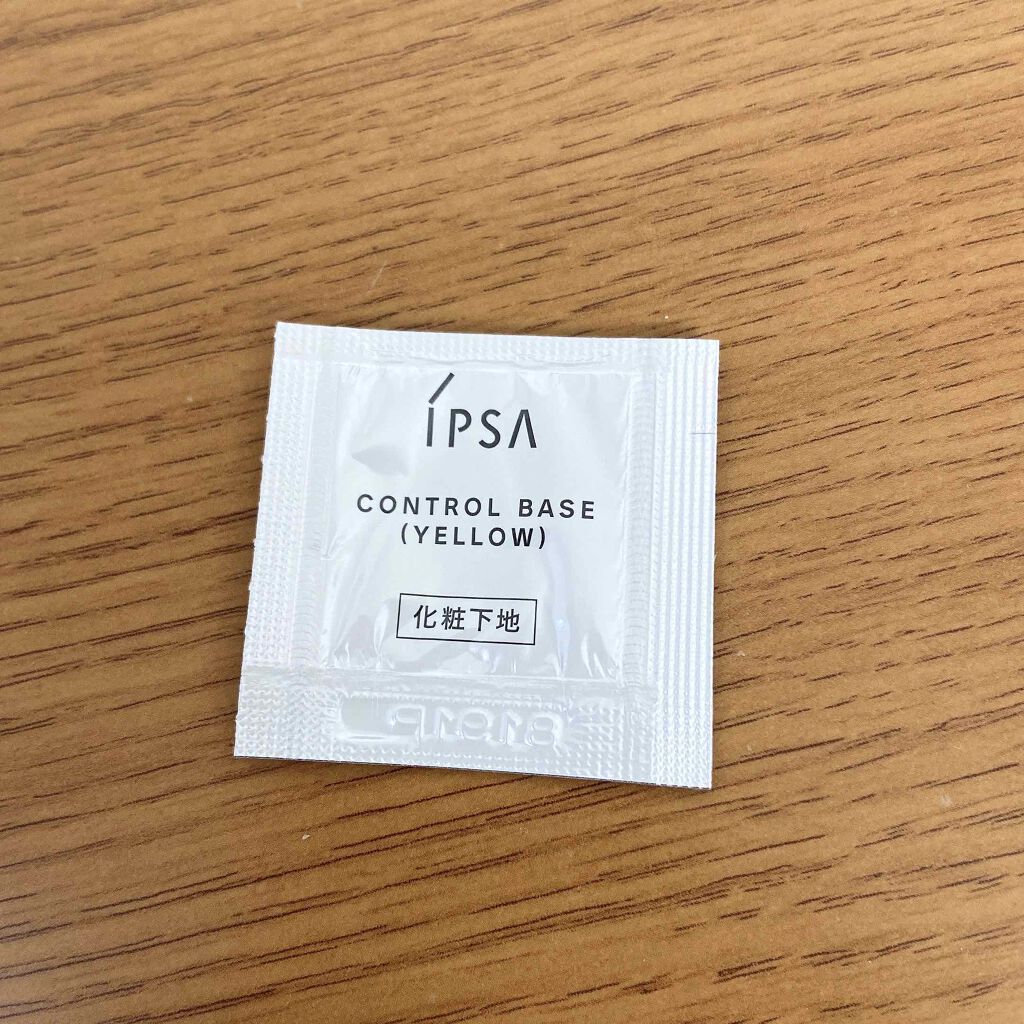 ÍPSA
CONTROL BASE
(YELLOW)
化粧下地